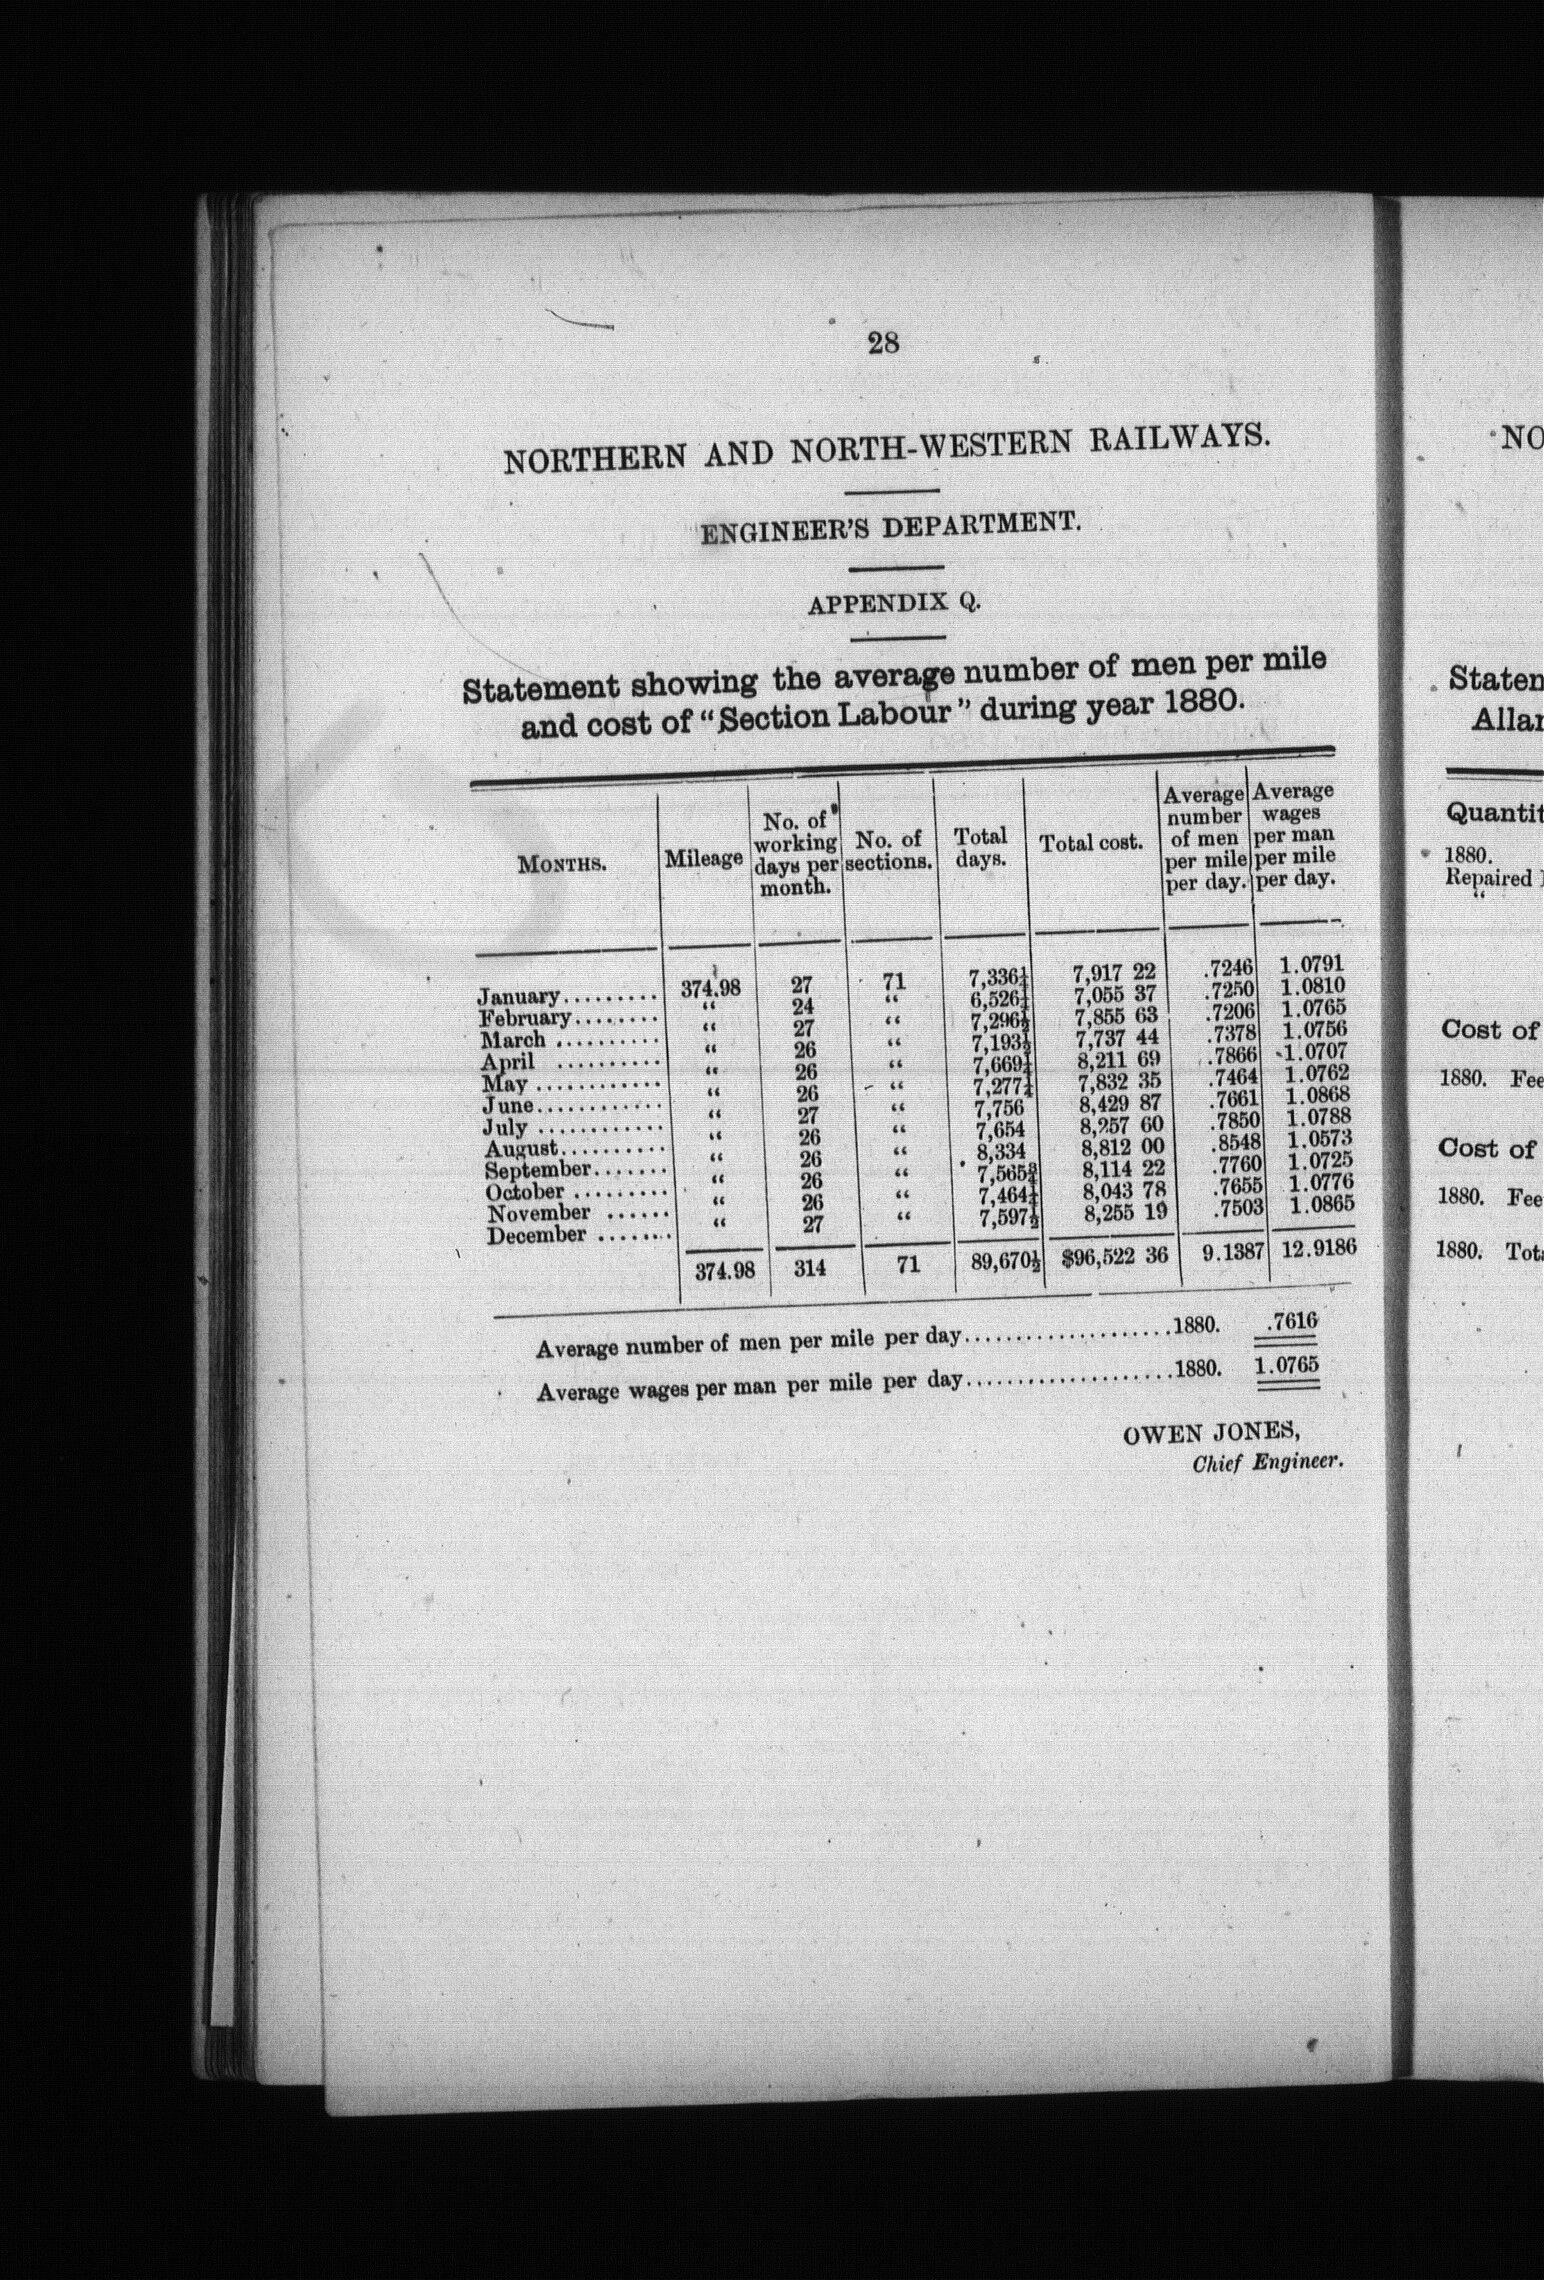 28
NORTHERN AND NORTH-WESTERN RAILWAYS.
ENGINEER'S DEPARTMENT.
APPENDIX Q.
Statement showing the average number of men per mile
and cost of "Section Labour" during year 1880.
MONTHS. Mileage No. of working days per month. No. of sections. Total days. Total cost. Average number of men per mile per day. Average wages per man per mile per day.
January......... 374.98 27 71 7,336¼ 7,917 22 .7246 1.0791
February........ " 24 " 6,526¼ 7,055 37 .7250 1.0810
March .......... " 27 " 7,296½ 7,855 63 .7206 1.0765
April .......... " 26 " 7,193½ 7,737 44 .7378 1.0756
May ............ " 26 " 7,669¼ 8,211 69 .7866 1.0707
June............ " 26 " 7,277¼ 7,832 35 .7464 1.0762
July ............ " 27 " 7,756 8,429 87 .7661 1.0868
August.......... " 26 " 7,654 8,257 60 .7850 1.0788
September....... " 26 " 8,334 8,812 00 .8548 1.0573
October ......... " 26 " 7,565¾ 8,114 22 .7760 1.0725
November ...... " 26 " 7,464¼ 8,043 78 .7655 1.0776
December ....... " 27 " 7,597½ 8,255 19 .7503 1.0865
374.98 314 71 89,670½ $96,522 36 9.1387 12.9186
Average number of men per mile per day....................1880. .7616
Average wages per man per mile per day....................1880. 1.0765
OWEN JONES,
Chief Engineer.
NO
Staten
Allan
Quantit
1880.
Repaired
"
Cost of
1880. Fee
Cost of
1880. Fee
1880. Tota